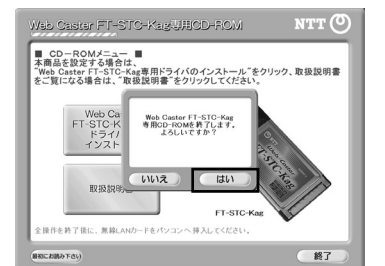 Web Caster FT-STC-Kag専用CD-ROM
NTT
■ CD-ROMメニュー ■
本商品を設定する場合は、
"Web Caster FT-STC-Kag専用ドライバのインストール"をクリック、取扱説明書
をご覧になる場合は、"取扱説明書"をクリックしてください。
Web Ca
FT-STC-K
ドライバ
インスト
Web Caster FT-STC-Kag
専用CD-ROMを終了します。
よろしいですか?
いいえ
はい
取扱説明
Web Caster
FT-STC-Kag
FT-STC-Kag
全操作を終了後に、無線LANカードをパソコンへ挿入してください。
最初にお読み下さい
終了